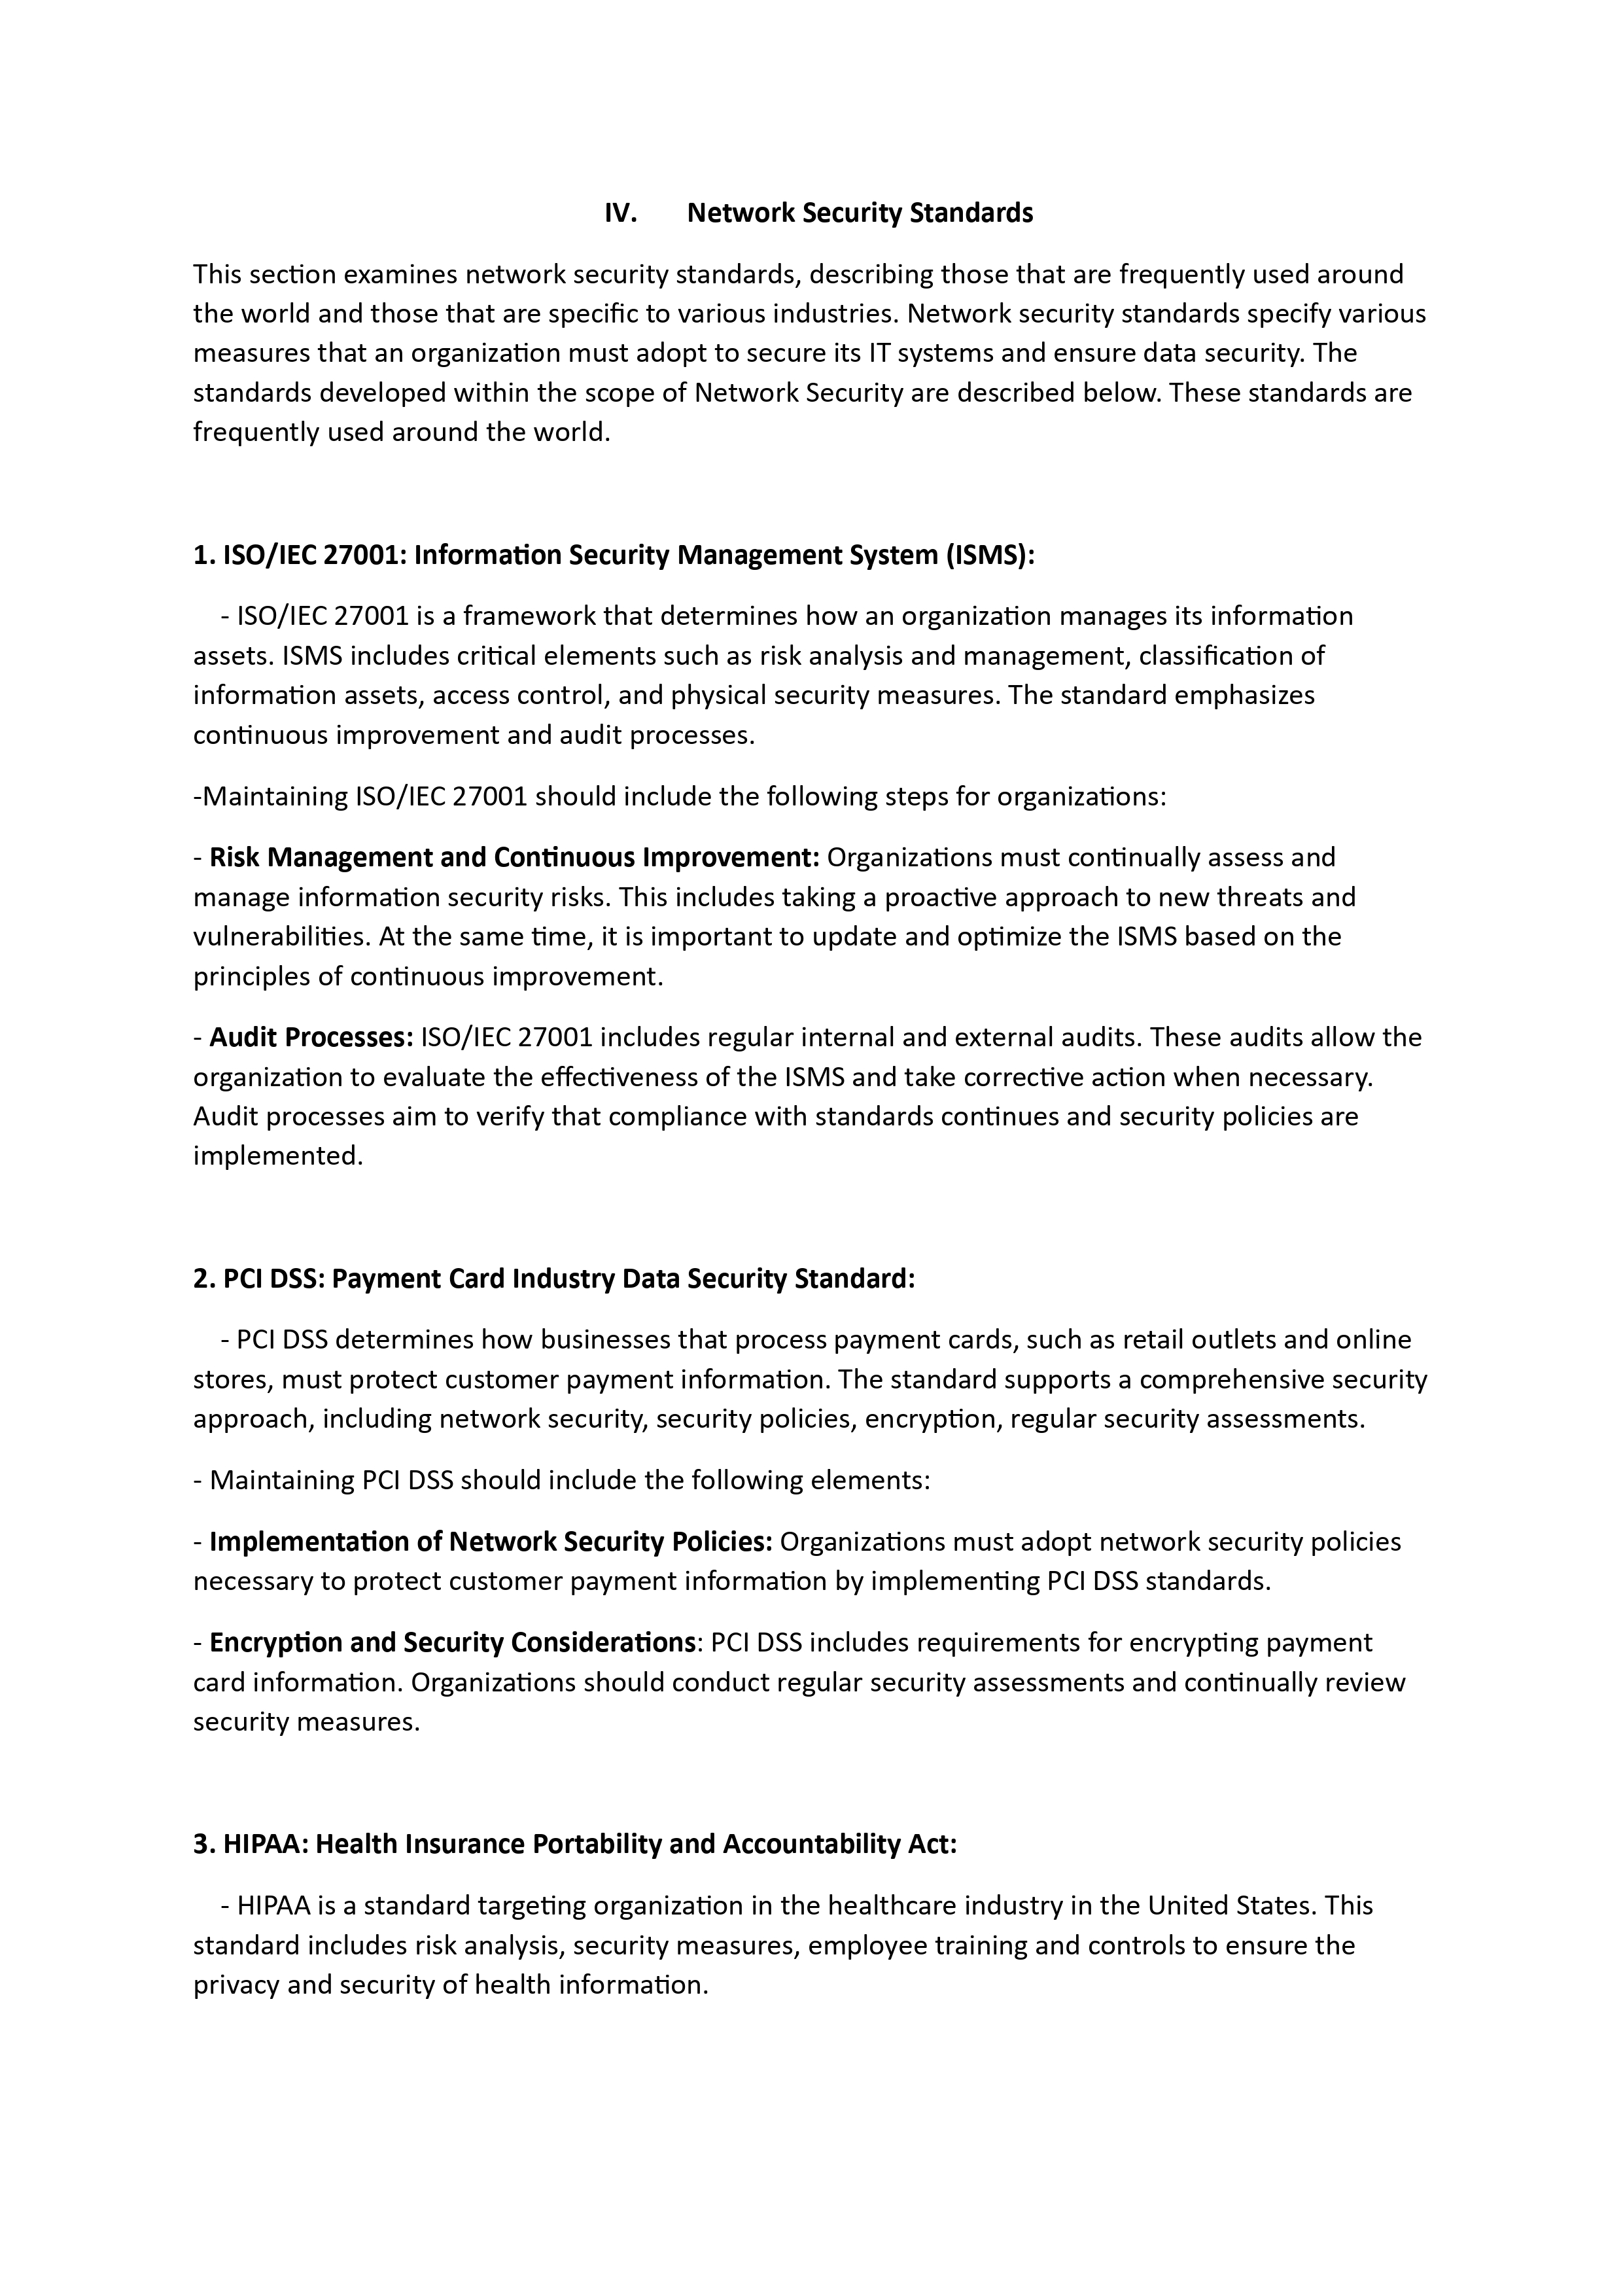 IV. Network Security Standards
This section examines network security standards, describing those that are frequently used around
the world and those that are specific to various industries. Network security standards specify various
measures that an organization must adopt to secure its IT systems and ensure data security. The
standards developed within the scope of Network Security are described below. These standards are
frequently used around the world.
1. ISO/IEC 27001: Information Security Management System (ISMS):
- ISO/IEC 27001 is a framework that determines how an organization manages its information
assets. ISMS includes critical elements such as risk analysis and management, classification of
information assets, access control, and physical security measures. The standard emphasizes
continuous improvement and audit processes.
-Maintaining ISO/IEC 27001 should include the following steps for organizations:
- Risk Management and Continuous Improvement: Organizations must continually assess and
manage information security risks. This includes taking a proactive approach to new threats and
vulnerabilities. At the same time, it is important to update and optimize the ISMS based on the
principles of continuous improvement.
- Audit Processes: ISO/IEC 27001 includes regular internal and external audits. These audits allow the
organization to evaluate the effectiveness of the ISMS and take corrective action when necessary.
Audit processes aim to verify that compliance with standards continues and security policies are
implemented.
2. PCI DSS: Payment Card Industry Data Security Standard:
- PCI DSS determines how businesses that process payment cards, such as retail outlets and online
stores, must protect customer payment information. The standard supports a comprehensive security
approach, including network security, security policies, encryption, regular security assessments.
- Maintaining PCI DSS should include the following elements:
- Implementation of Network Security Policies: Organizations must adopt network security policies
necessary to protect customer payment information by implementing PCI DSS standards.
- Encryption and Security Considerations: PCI DSS includes requirements for encrypting payment
card information. Organizations should conduct regular security assessments and continually review
security measures.
3. HIPAA: Health Insurance Portability and Accountability Act:
- HIPAA is a standard targeting organization in the healthcare industry in the United States. This
standard includes risk analysis, security measures, employee training and controls to ensure the
privacy and security of health information.